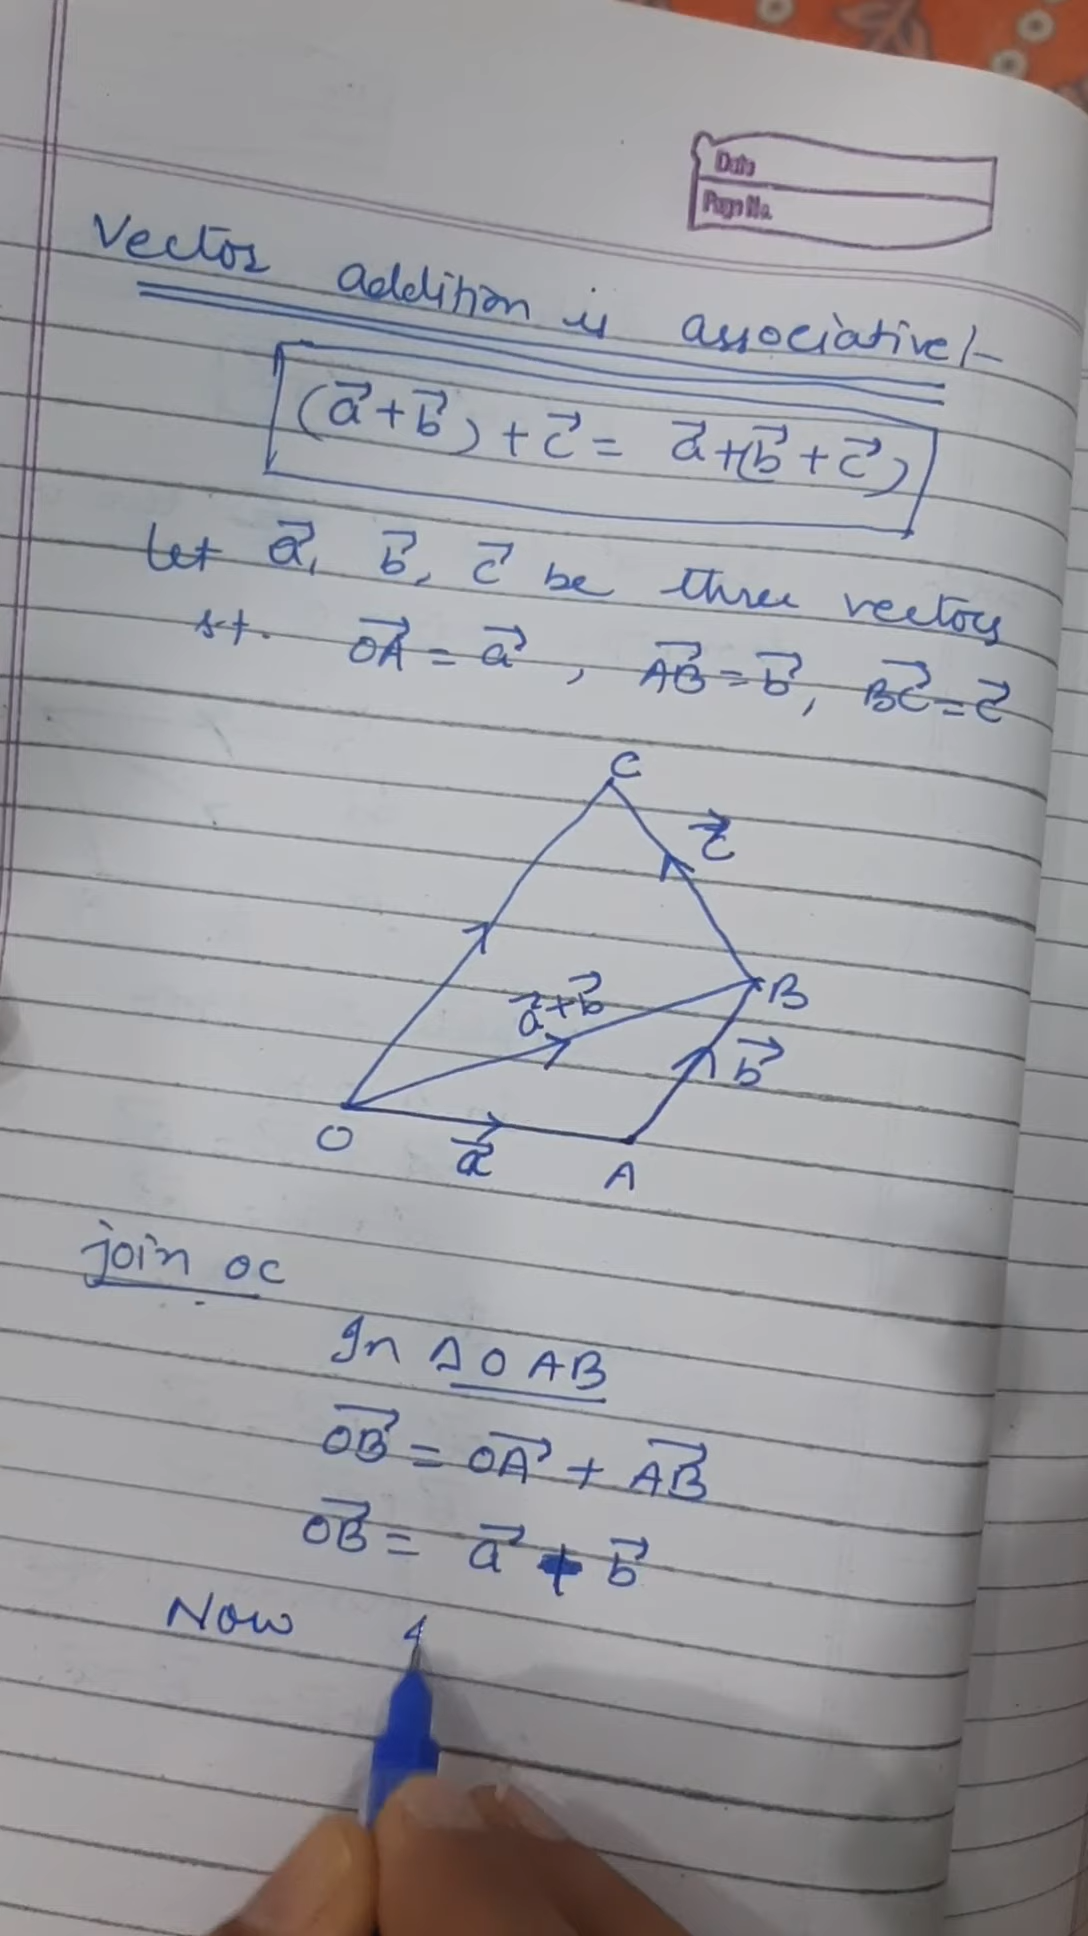 Date
Page No.
Vector addition is associative:-
(a⃗+b⃗)+c⃗ = a⃗+(b⃗+c⃗)
let a⃗, b⃗, c⃗ be three vectors
s.t. OA⃗ = a⃗, AB⃗ = b⃗, BC⃗ = c⃗
C
c⃗
a⃗+b⃗
B
b⃗
O
a⃗
A
join OC
In △OAB
OB⃗ = OA⃗ + AB⃗
OB⃗ = a⃗ + b⃗
Now